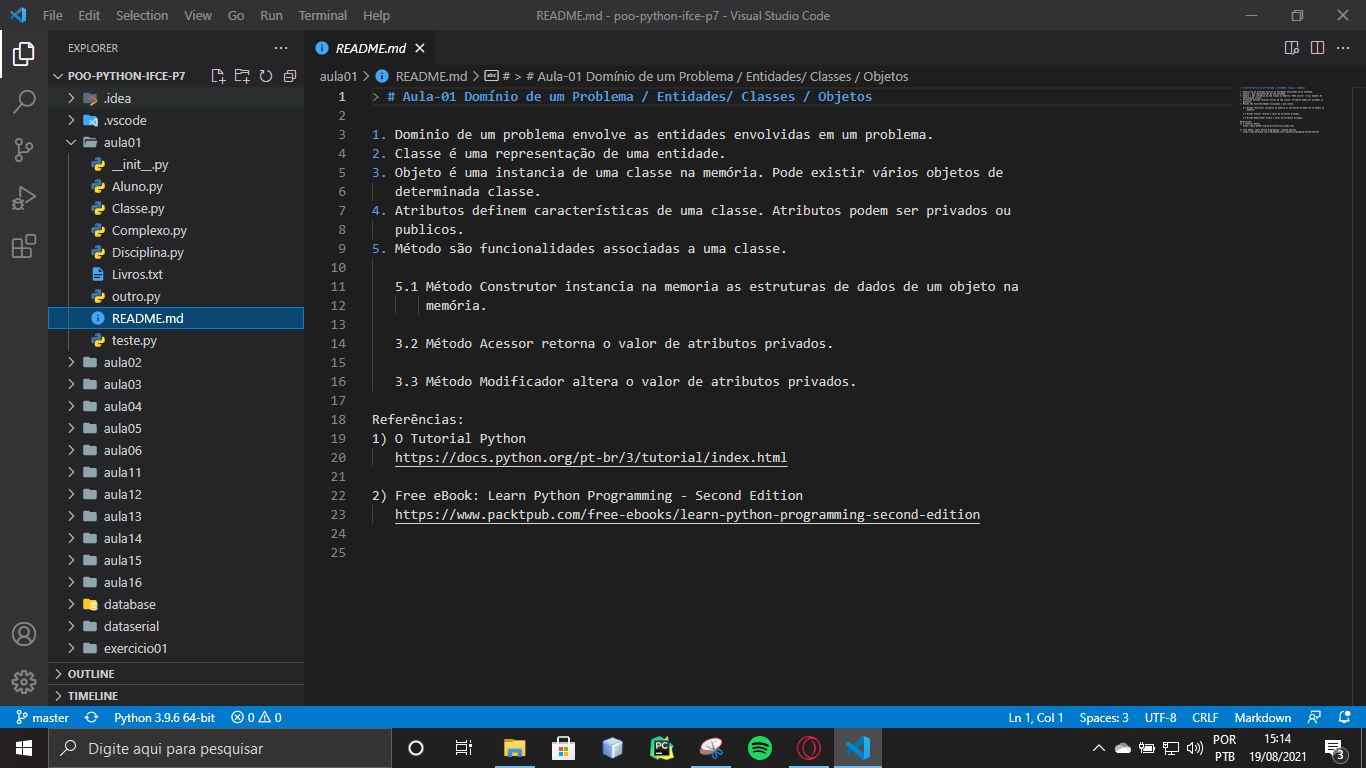 File Edit Selection View Go Run Terminal Help README.md - poo-python-ifce-p7 - Visual Studio Code
EXPLORER
README.md
POO-PYTHON-IFCE-P7
aula01 > README.md > # > # Aula-01 Domínio de um Problema / Entidades/ Classes / Objetos
.idea
.vscode
aula01
__init__.py
Aluno.py
Classe.py
Complexo.py
Disciplina.py
Livros.txt
outro.py
README.md
teste.py
aula02
aula03
aula04
aula05
aula06
aula11
aula12
aula13
aula14
aula15
aula16
database
dataserial
exercicio01
OUTLINE
TIMELINE
1 > # Aula-01 Domínio de um Problema / Entidades/ Classes / Objetos
2
3 1. Dominio de um problema envolve as entidades envolvidas em um problema.
4 2. Classe é uma representação de uma entidade.
5 3. Objeto é uma instancia de uma classe na memória. Pode existir vários objetos de
6 determinada classe.
7 4. Atributos definem características de uma classe. Atributos podem ser privados ou
8 publicos.
9 5. Método são funcionalidades associadas a uma classe.
10
11 5.1 Método Construtor instancia na memoria as estruturas de dados de um objeto na
12 memória.
13
14 3.2 Método Acessor retorna o valor de atributos privados.
15
16 3.3 Método Modificador altera o valor de atributos privados.
17
18 Referências:
19 1) O Tutorial Python
20 https://docs.python.org/pt-br/3/tutorial/index.html
21
22 2) Free eBook: Learn Python Programming - Second Edition
23 https://www.packtpub.com/free-ebooks/learn-python-programming-second-edition
24
25
master Python 3.9.6 64-bit 0 0 Ln 1, Col 1 Spaces: 3 UTF-8 CRLF Markdown
Digite aqui para pesquisar
PC
POR
PTB
15:14
19/08/2021
3